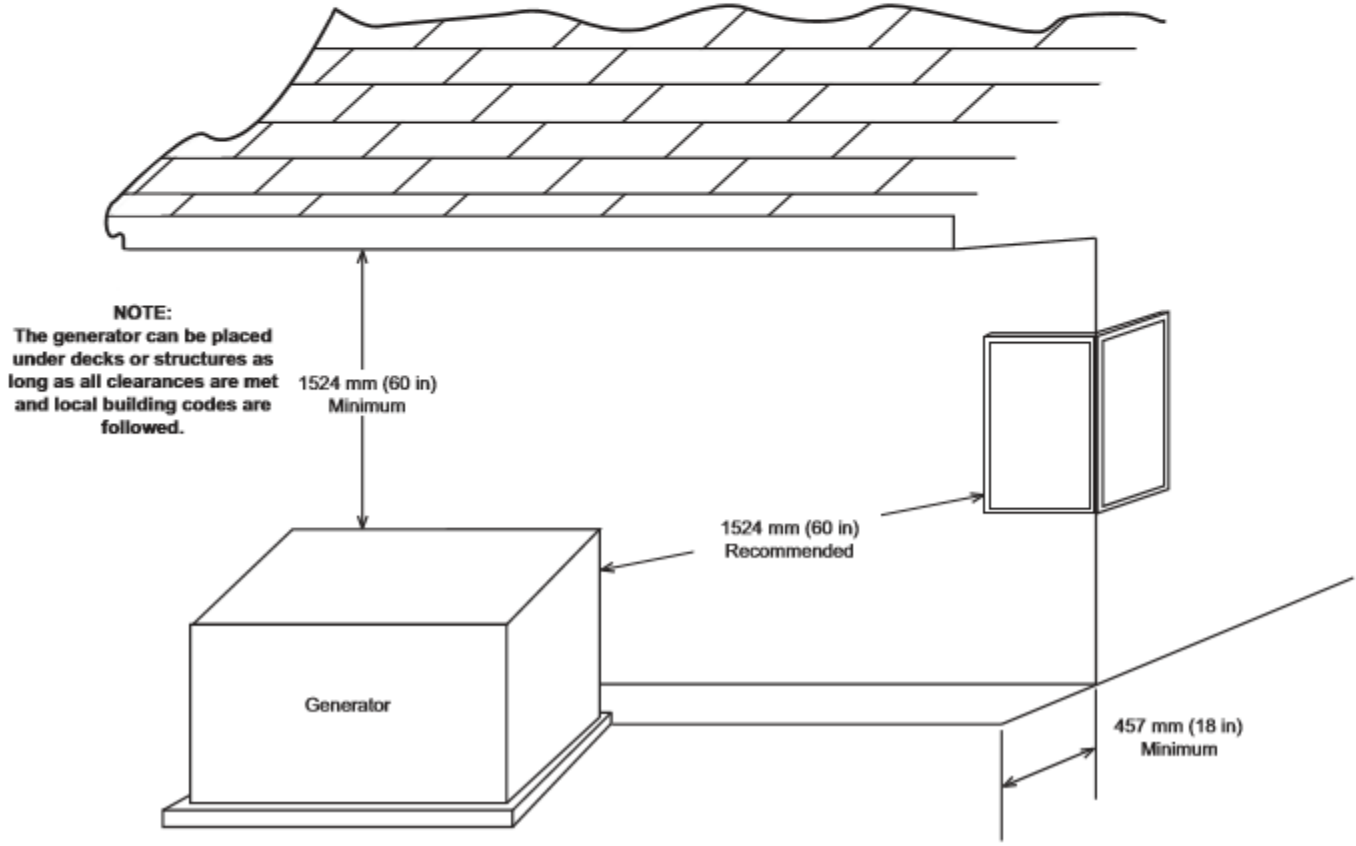 NOTE:
The generator can be placed
under decks or structures as
long as all clearances are met
and local building codes are
followed.
1524 mm (60 in)
Minimum
1524 mm (60 in)
Recommended
Generator
457 mm (18 in)
Minimum